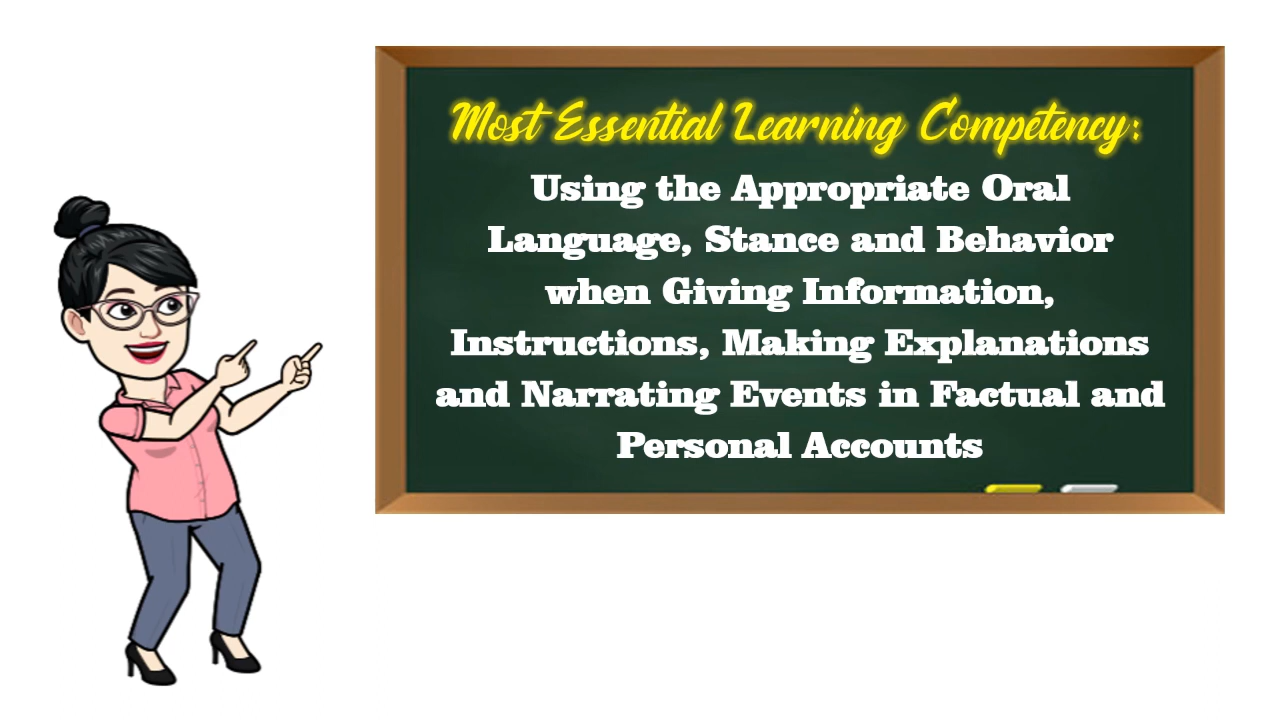 Most Essential Learning Competency:
Using the Appropriate Oral
Language, Stance and Behavior
when Giving Information,
Instructions, Making Explanations
and Narrating Events in Factual and
Personal Accounts